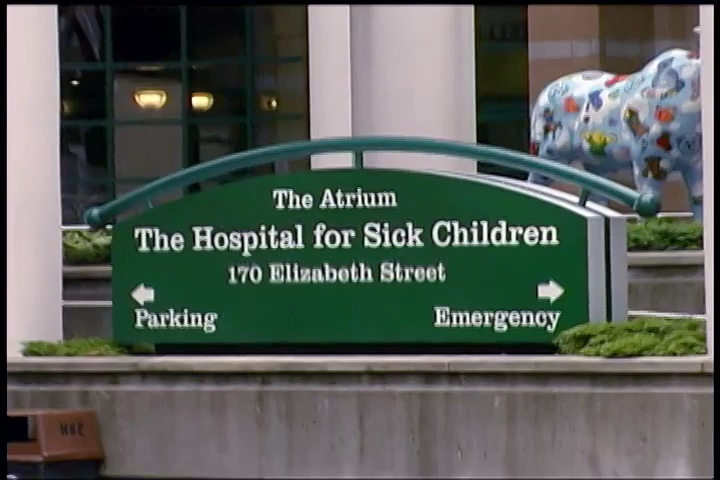 The Atrium
The Hospital for Sick Children
170 Elizabeth Street
Parking
Emergency